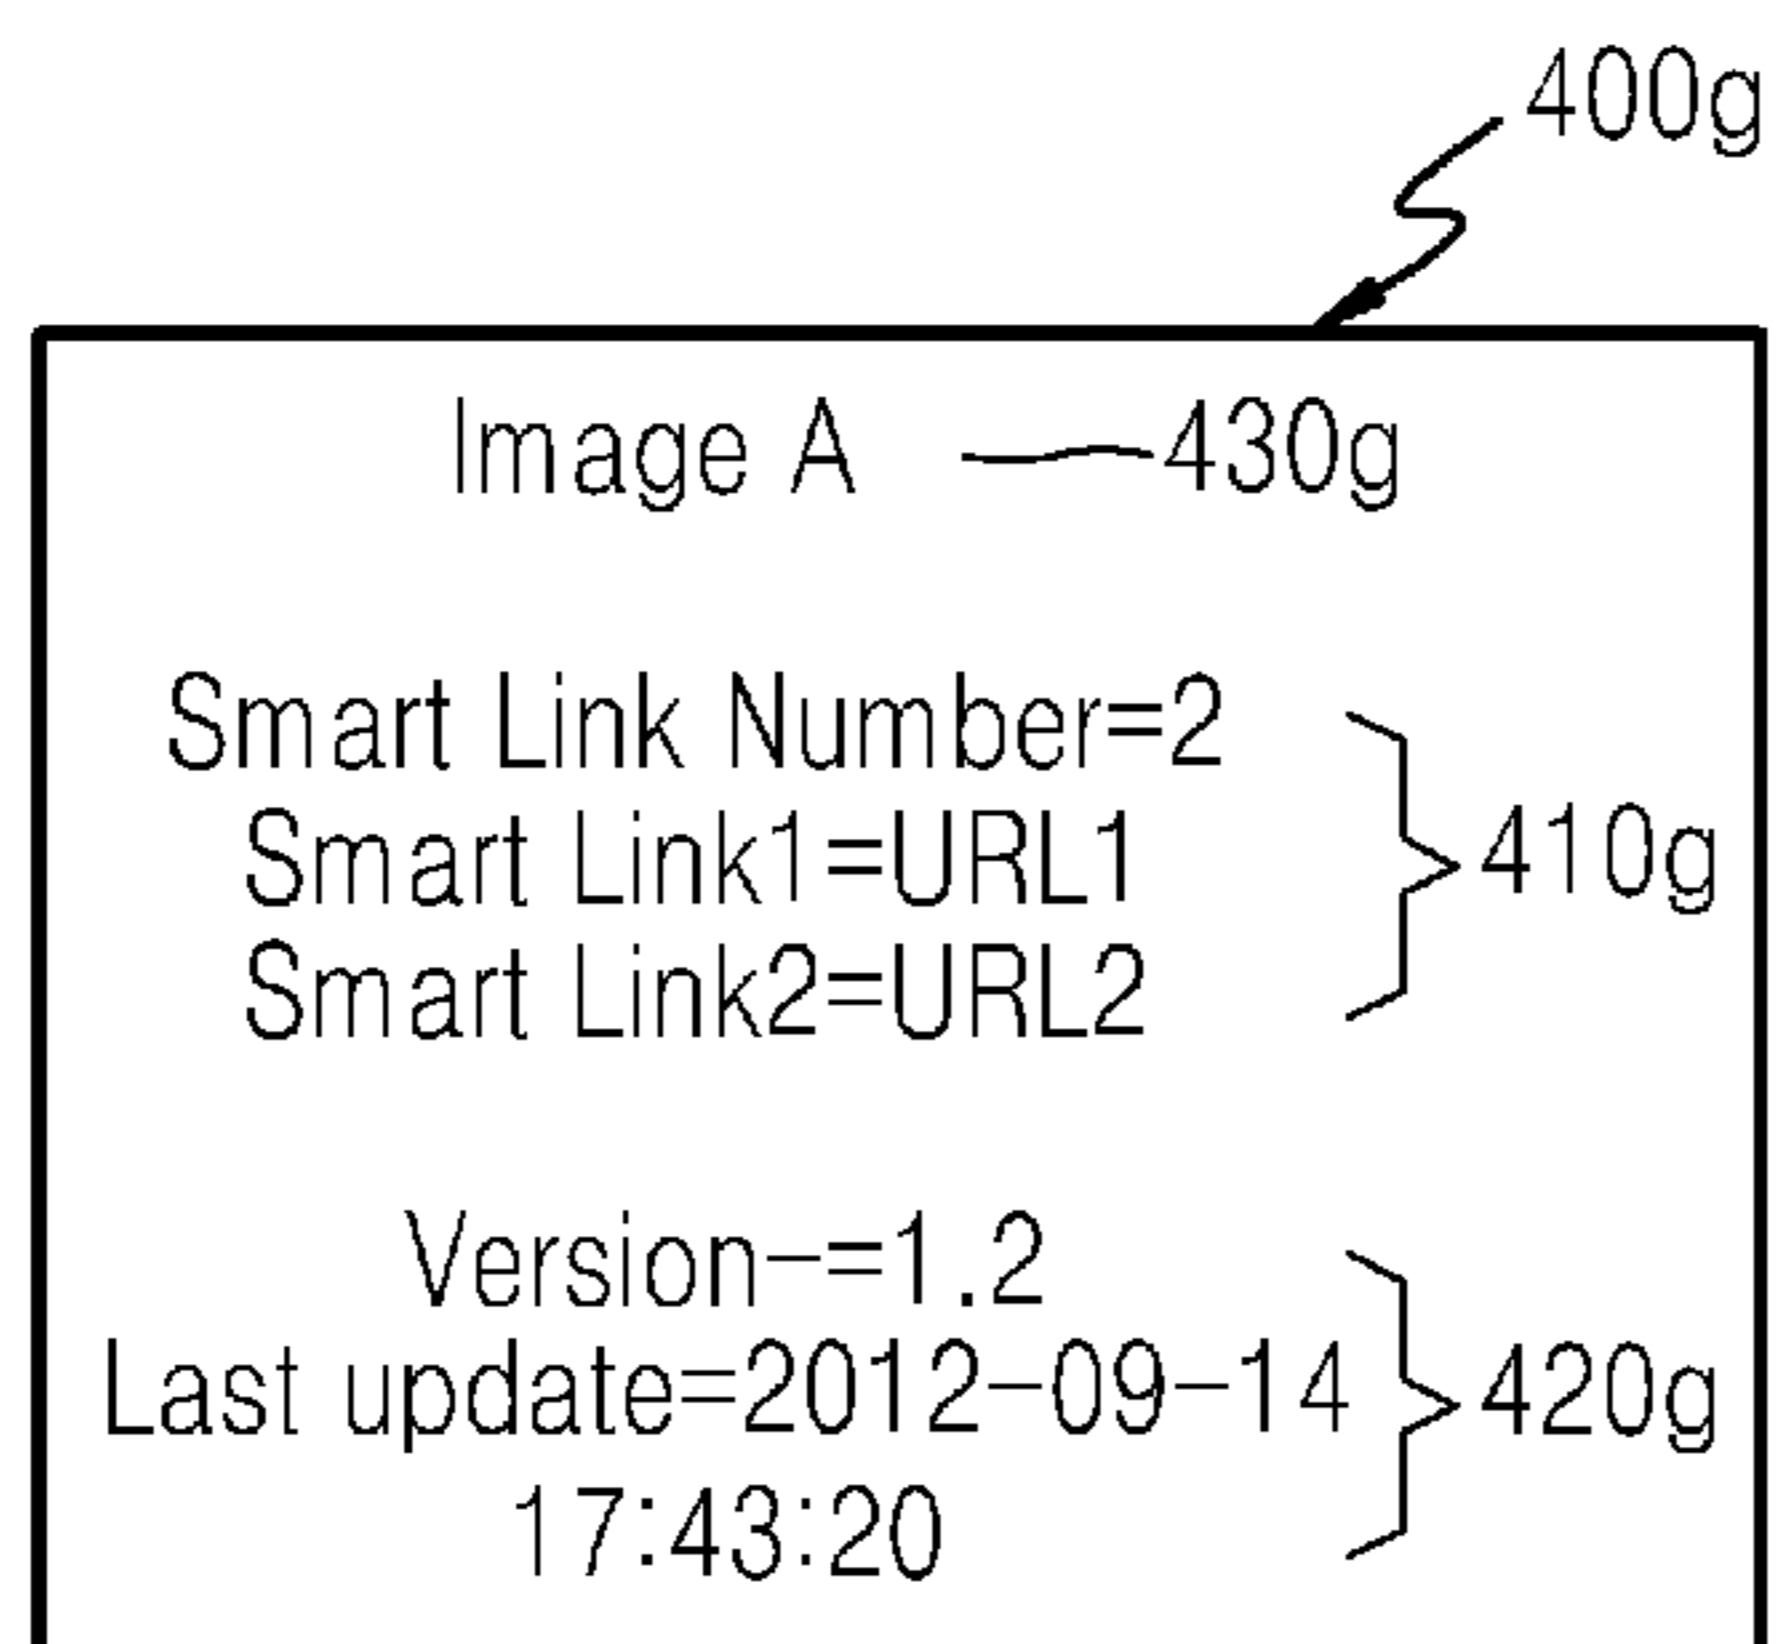 400g
Image A 430g
Smart Link Number=2
Smart Link1=URL1
410g
Smart Link2=URL2
Version-=1.2
Last update=2012-09-14
420g
17:43:20